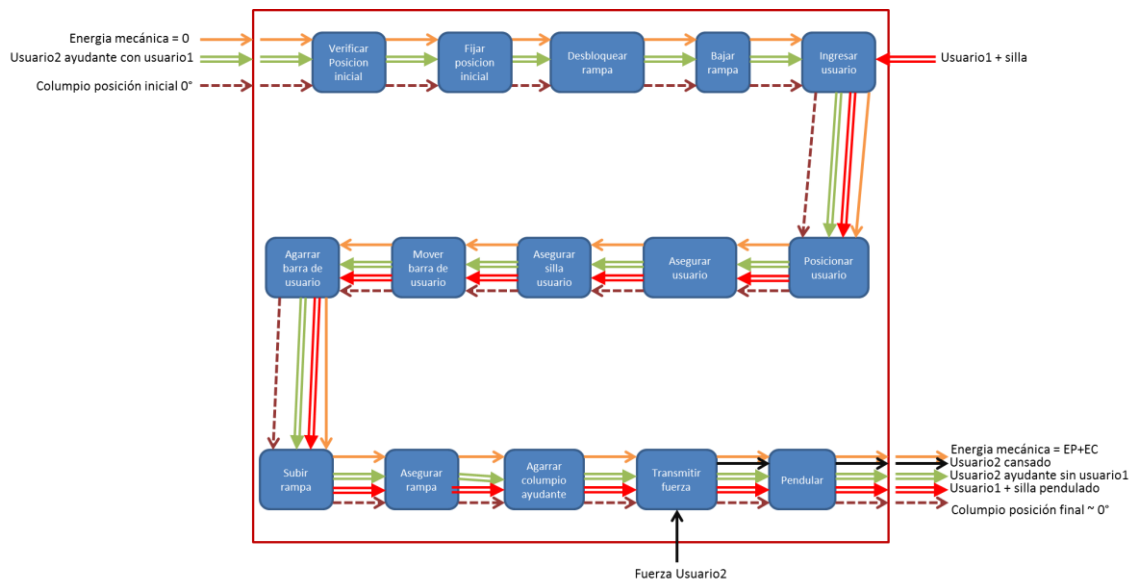 Energia mecánica = 0
Usuario2 ayudante con usuario1
Columpio posición inicial 0°
Verificar
Posicion
inicial
Fijar
posicion
inicial
Desbloquear
rampa
Bajar
rampa
Ingresar
usuario
Usuario1 + silla
Agarrar
barra de
usuario
Mover
barra de
usuario
Asegurar
silla
usuario
Asegurar
usuario
Posicionar
usuario
Subir
rampa
Asegurar
rampa
Agarrar
columpio
ayudante
Transmitir
fuerza
Pendular
Energia mecánica = EP+EC
Usuario2 cansado
Usuario2 ayudante sin usuario1
Usuario1 + silla pendulado
Columpio posición final ~ 0°
Fuerza Usuario2